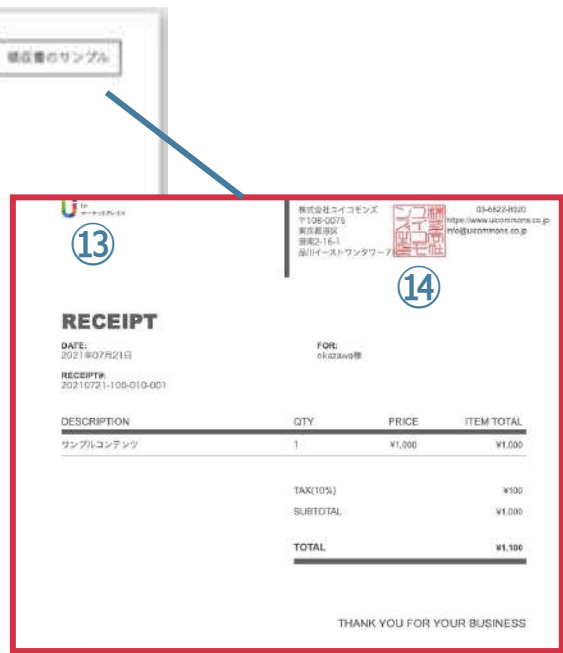 領収書のサンプル
for
⑬
株式会社ユイコモンズ
〒108-0075
東京都港区
港南2-16-1
品川イーストワンタワー7
⑭
03-6822-8020
https://www.uicommons.co.jp
info@uicommons.co.jp
RECEIPT
DATE:
2021年07月21日
FOR:
okazawa様
RECEIPT#:
20210721-100-010-001
DESCRIPTION QTY PRICE ITEM TOTAL
サンプルコンテンツ 1 ¥1,000 ¥1,000
TAX(10%) ¥100
SUBTOTAL ¥1,000
TOTAL ¥1,100
THANK YOU FOR YOUR BUSINESS